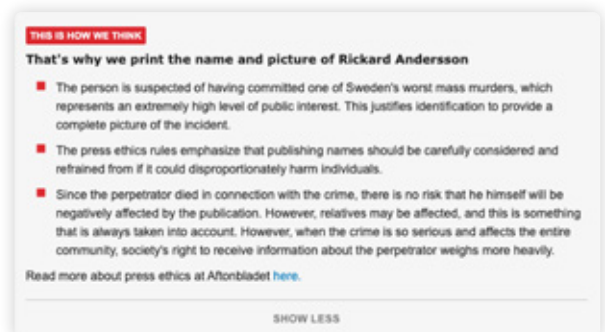 THIS IS HOW WE THINK
That's why we print the name and picture of Rickard Andersson
The person is suspected of having committed one of Sweden's worst mass murders, which
represents an extremely high level of public interest. This justifies identification to provide a
complete picture of the incident.
The press ethics rules emphasize that publishing names should be carefully considered and
refrained from if it could disproportionately harm individuals.
Since the perpetrator died in connection with the crime, there is no risk that he himself will be
negatively affected by the publication. However, relatives may be affected, and this is something
that is always taken into account. However, when the crime is so serious and affects the entire
community, society's right to receive information about the perpetrator weighs more heavily.
Read more about press ethics at Aftonbladet here.
SHOW LESS